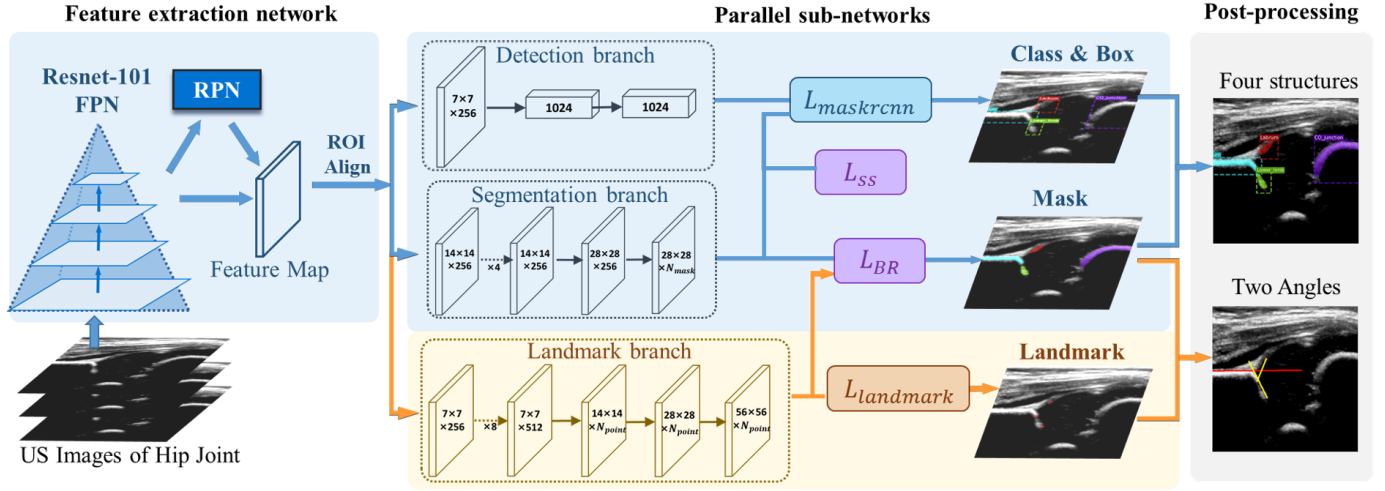 Feature extraction network
Parallel sub-networks
Post-processing
Resnet-101
FPN
RPN
ROI
Align
Feature Map
US Images of Hip Joint
Detection branch
7×7
×256
1024
1024
Segmentation branch
14×14
×256
×4
14×14
×256
28×28
×256
28×28
×N_mask
Landmark branch
7×7
×256
×8
7×7
×512
14×14
×N_point
28×28
×N_point
56×56
×N_point
L_maskrcnn
L_SS
L_BR
L_landmark
Class & Box
Mask
Landmark
Four structures
Labrum
CO_junction
Two Angles